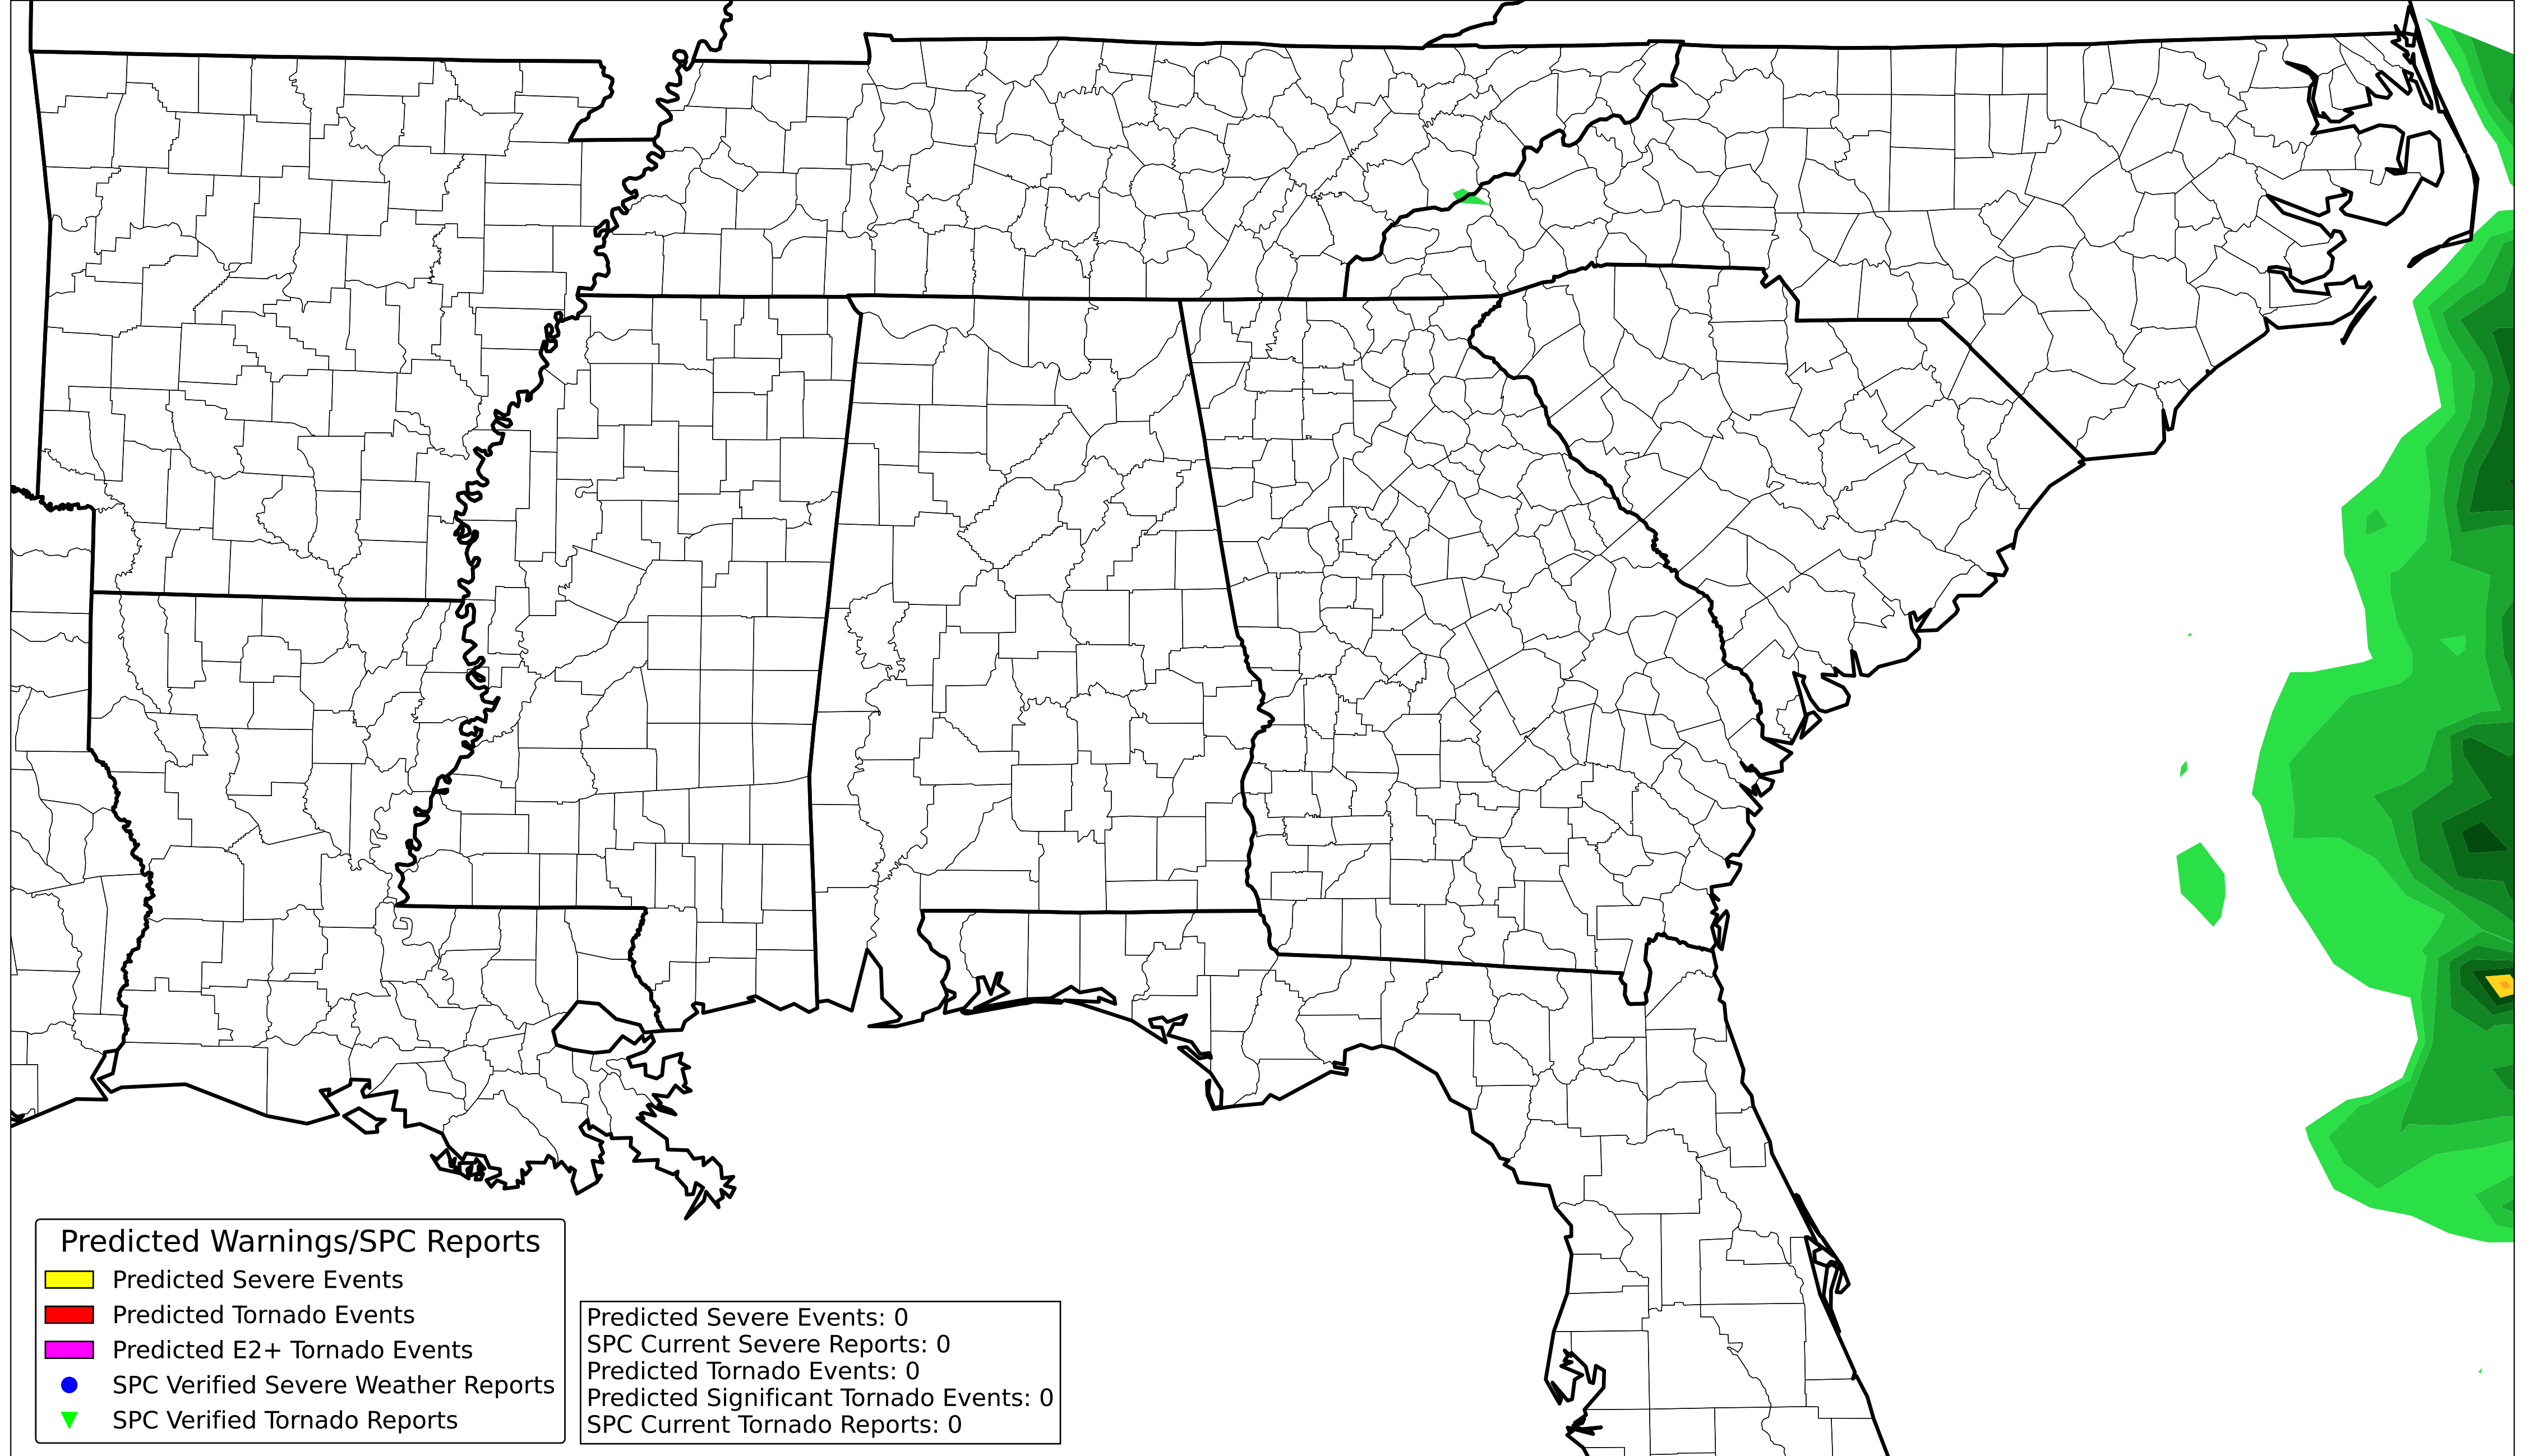 Predicted Warnings/SPC Reports
Predicted Severe Events
Predicted Tornado Events
Predicted E2+ Tornado Events
SPC Verified Severe Weather Reports
SPC Verified Tornado Reports
Predicted Severe Events: 0
SPC Current Severe Reports: 0
Predicted Tornado Events: 0
Predicted Significant Tornado Events: 0
SPC Current Tornado Reports: 0